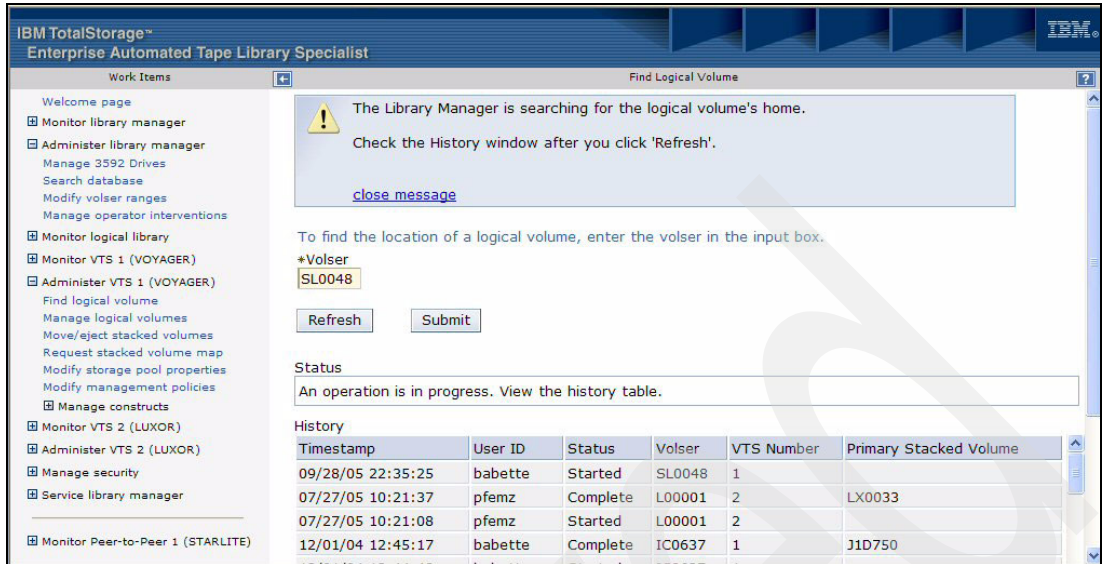 IBM TotalStorage™
Enterprise Automated Tape Library Specialist
IBM®
Work Items
Find Logical Volume
?
Welcome page
Monitor library manager
Administer library manager
Manage 3592 Drives
Search database
Modify volser ranges
Manage operator interventions
Monitor logical library
Monitor VTS 1 (VOYAGER)
Administer VTS 1 (VOYAGER)
Find logical volume
Manage logical volumes
Move/eject stacked volumes
Request stacked volume map
Modify storage pool properties
Modify management policies
Manage constructs
Monitor VTS 2 (LUXOR)
Administer VTS 2 (LUXOR)
Manage security
Service library manager
Monitor Peer-to-Peer 1 (STARLITE)
The Library Manager is searching for the logical volume's home.
Check the History window after you click 'Refresh'.
close message
To find the location of a logical volume, enter the volser in the input box.
*Volser
SL0048
Refresh Submit
Status
An operation is in progress. View the history table.
History
Timestamp User ID Status Volser VTS Number Primary Stacked Volume
09/28/05 22:35:25 babette Started SL0048 1
07/27/05 10:21:37 pfemz Complete L00001 2 LX0033
07/27/05 10:21:08 pfemz Started L00001 2
12/01/04 12:45:17 babette Complete IC0637 1 J1D750